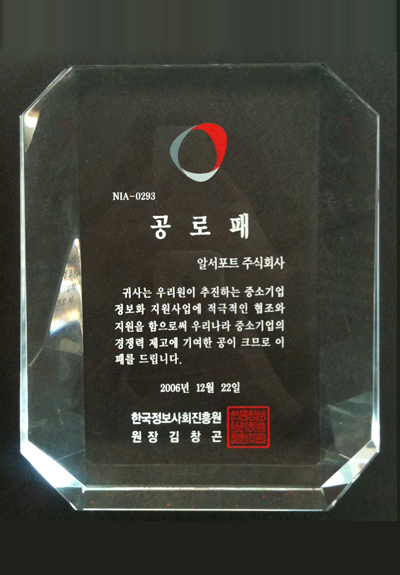 NIA-0293
공 로 패
알서포트 주식회사
귀사는 우리원이 추진하는 중소기업
정보화 지원사업에 적극적인 협조와
지원을 함으로써 우리나라 중소기업의
경쟁력 제고에 기여한 공이 크므로 이
패를 드립니다.
2006년 12월 22일
한국정보사회진흥원
원장 김창곤